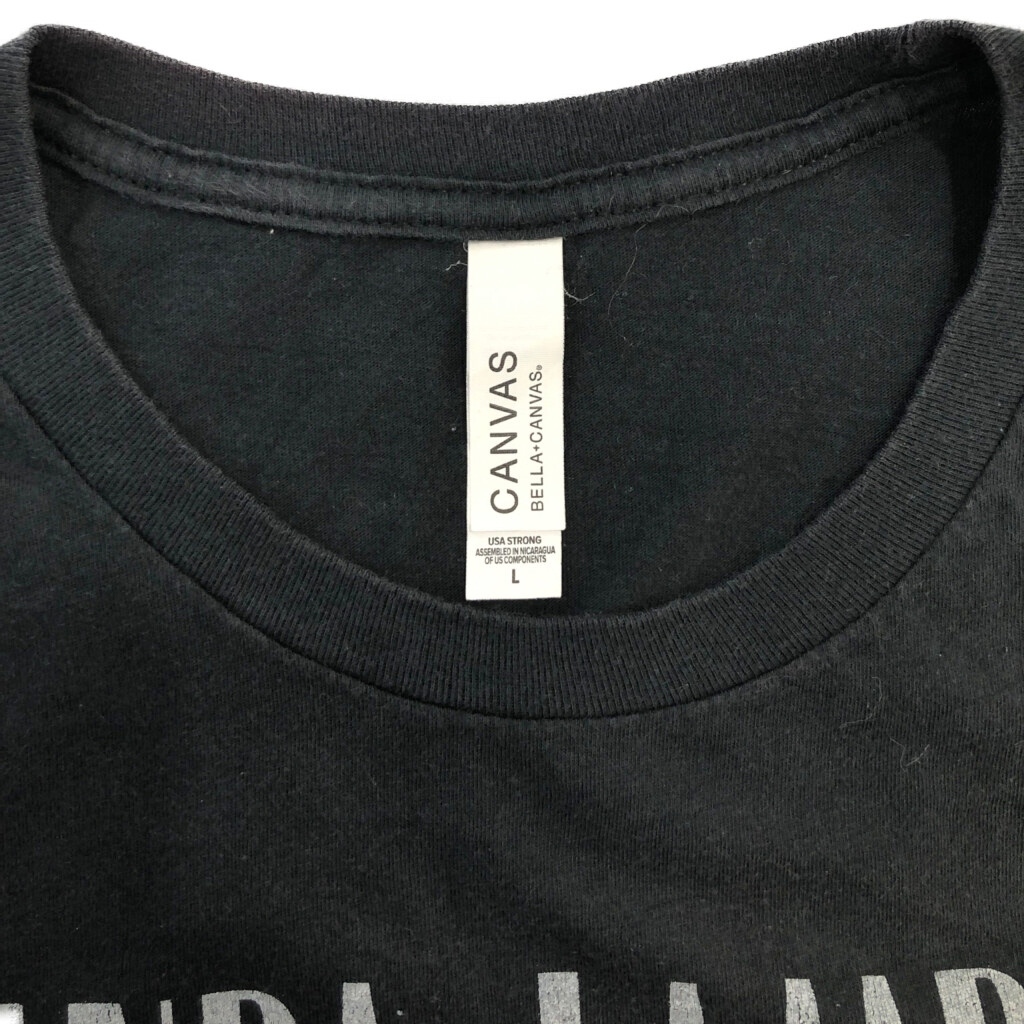 CANVAS
BELLA+CANVAS®
USA STRONG
ASSEMBLED IN NICARAGUA
OF US COMPONENTS
L